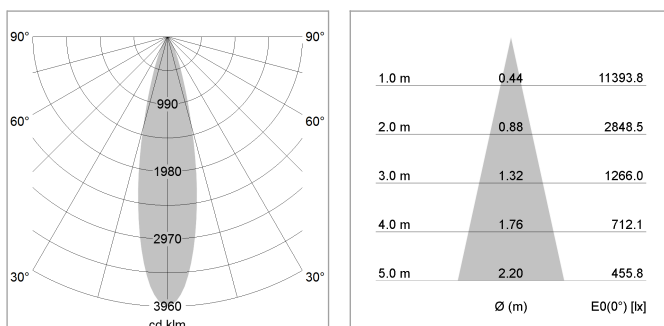 90° 90°
990
60° 60°
1980
2970
30° 30°
3960
cd klm
1.0 m 0.44 11393.8
2.0 m 0.88 2848.5
3.0 m 1.32 1266.0
4.0 m 1.76 712.1
5.0 m 2.20 455.8
Ø (m) E0(0°) [lx]